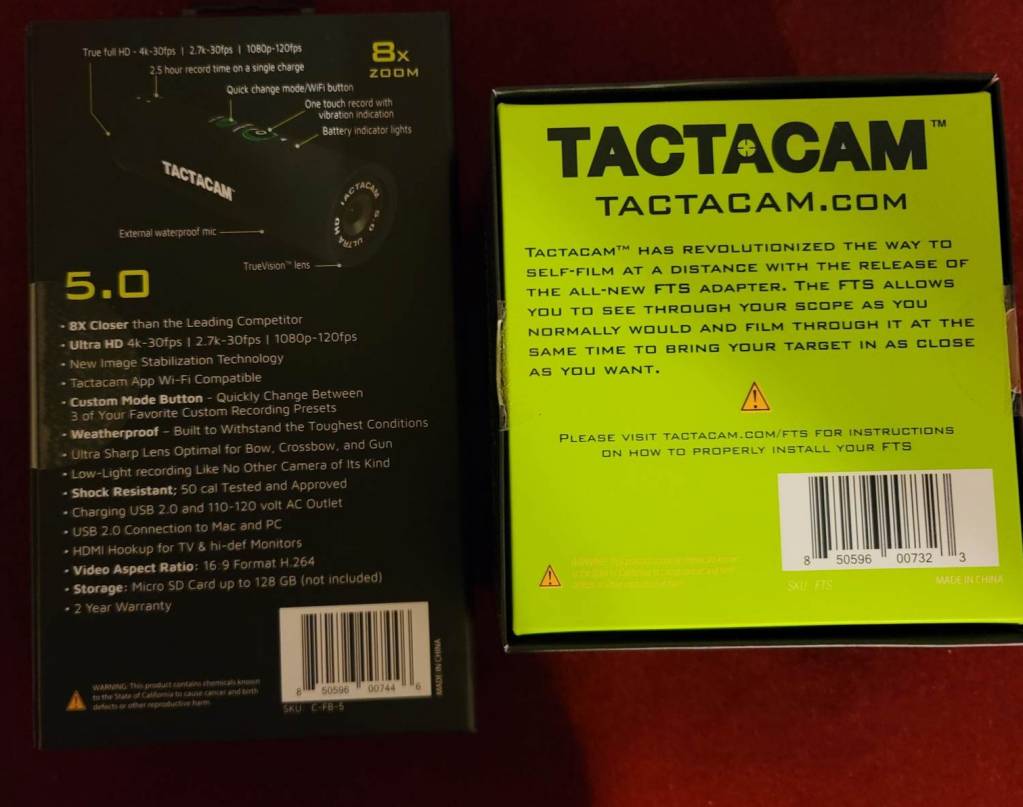 True full HD - 4k-30fps | 2.7k-30fps | 1080p-120fps
8x
ZOOM
2.5 hour record time on a single charge
Quick change mode/WiFi button
One touch record with
vibration indication
Battery indicator lights
TACTACAM
TACTACAM 5.0 ULTRA HD
External waterproof mic
TrueVision™ lens
5.0
• 8X Closer than the Leading Competitor
• Ultra HD 4k-30fps | 2.7k-30fps | 1080p-120fps
• New Image Stabilization Technology
• Tactacam App Wi-Fi Compatible
• Custom Mode Button - Quickly Change Between
3 of Your Favorite Custom Recording Presets
• Weatherproof – Built to Withstand the Toughest Conditions
• Ultra Sharp Lens Optimal for Bow, Crossbow, and Gun
• Low-Light recording Like No Other Camera of Its Kind
• Shock Resistant; 50 cal Tested and Approved
• Charging USB 2.0 and 110-120 volt AC Outlet
• USB 2.0 Connection to Mac and PC
• HDMI Hookup for TV & hi-def Monitors
• Video Aspect Ratio: 16:9 Format H.264
• Storage: Micro SD Card up to 128 GB (not included)
• 2 Year Warranty
WARNING: This product contains chemicals known
to the State of California to cause cancer and birth
defects or other reproductive harm
8 50596 00744 6
SKU: C-FB-5
MADE IN CHINA
TACTACAM™
TACTACAM.COM
TACTACAM™ HAS REVOLUTIONIZED THE WAY TO
SELF-FILM AT A DISTANCE WITH THE RELEASE OF
THE ALL-NEW FTS ADAPTER. THE FTS ALLOWS
YOU TO SEE THROUGH YOUR SCOPE AS YOU
NORMALLY WOULD AND FILM THROUGH IT AT THE
SAME TIME TO BRING YOUR TARGET IN AS CLOSE
AS YOU WANT.
PLEASE VISIT TACTACAM.COM/FTS FOR INSTRUCTIONS
ON HOW TO PROPERLY INSTALL YOUR FTS
8 50596 00732 3
SKU: FTS
MADE IN CHINA